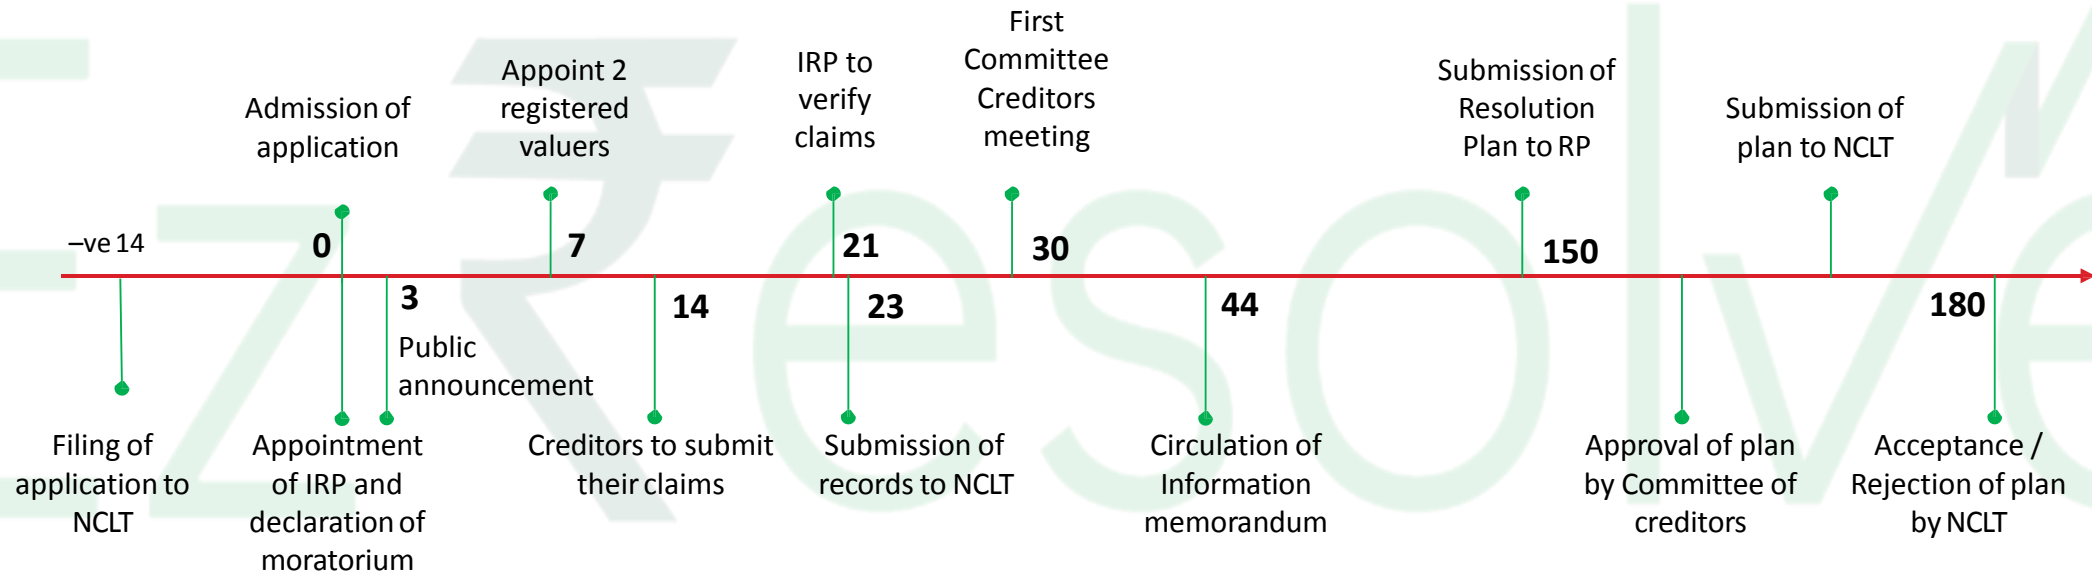 First
Committee
Creditors
meeting
IRP to
verify
claims
Appoint 2
registered
valuers
Submission of
Resolution
Plan to RP
Admission of
application
Submission of
plan to NCLT
–ve 14
0
7
21
30
150
3
14
23
44
180
Public
announcement
Filing of
application to
NCLT
Appointment
of IRP and
declaration of
moratorium
Creditors to submit
their claims
Submission of
records to NCLT
Circulation of
Information
memorandum
Approval of plan
by Committee of
creditors
Acceptance /
Rejection of plan
by NCLT
Ez ₹esolve